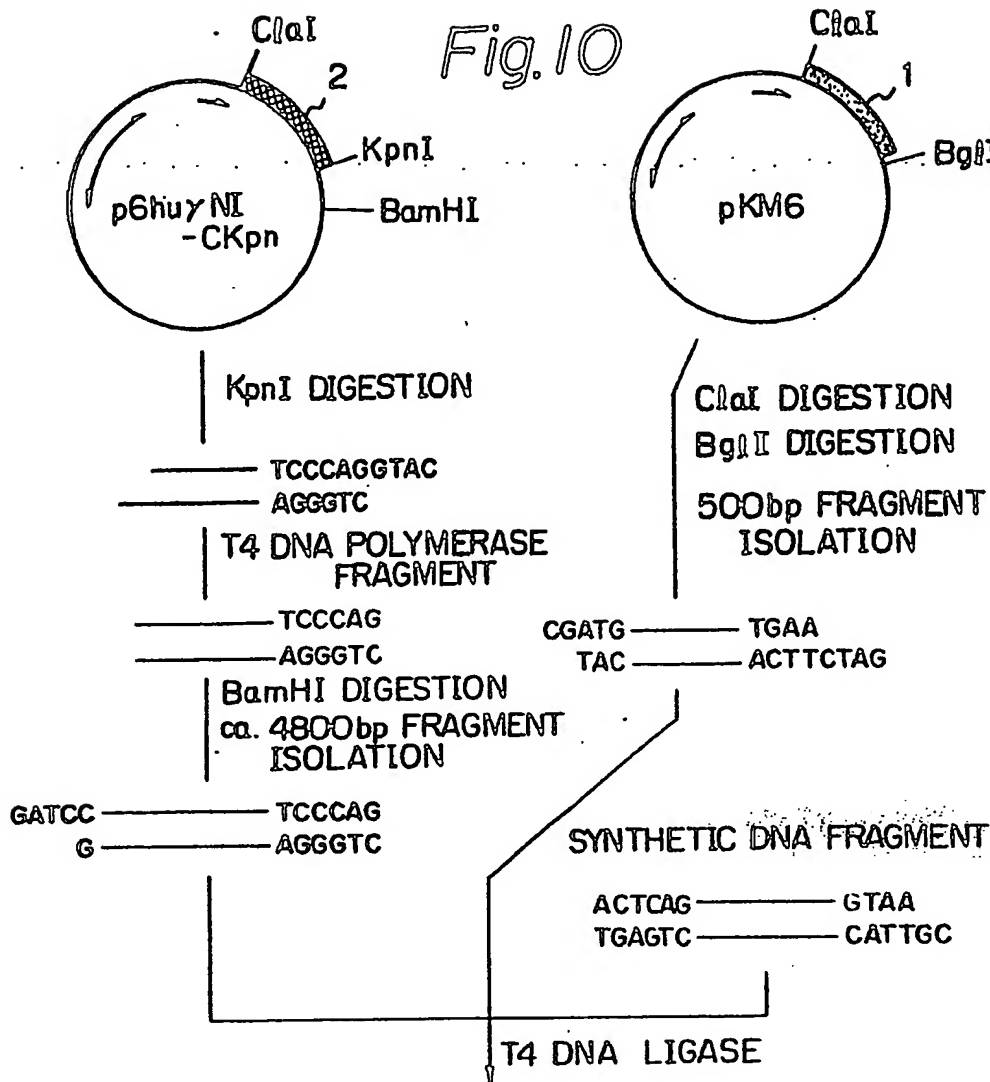 Fig. 10
ClaI
2
KpnI
BamHI
p6huγNI
-CKpn
ClaI
1
BglI
pKM6
KpnI DIGESTION
TCCCAGGTAC
AGGGTC
T4 DNA POLYMERASE
FRAGMENT
TCCCAG
AGGGTC
BamHI DIGESTION
ca. 4800bp FRAGMENT
ISOLATION
GATCC TCCCAG
G AGGGTC
ClaI DIGESTION
BglII DIGESTION
500bp FRAGMENT
ISOLATION
CGATG TGAA
TAC ACTTCTAG
SYNTHETIC DNA FRAGMENT
ACTCAG GTAA
TGAGTC CATTGC
T4 DNA LIGASE